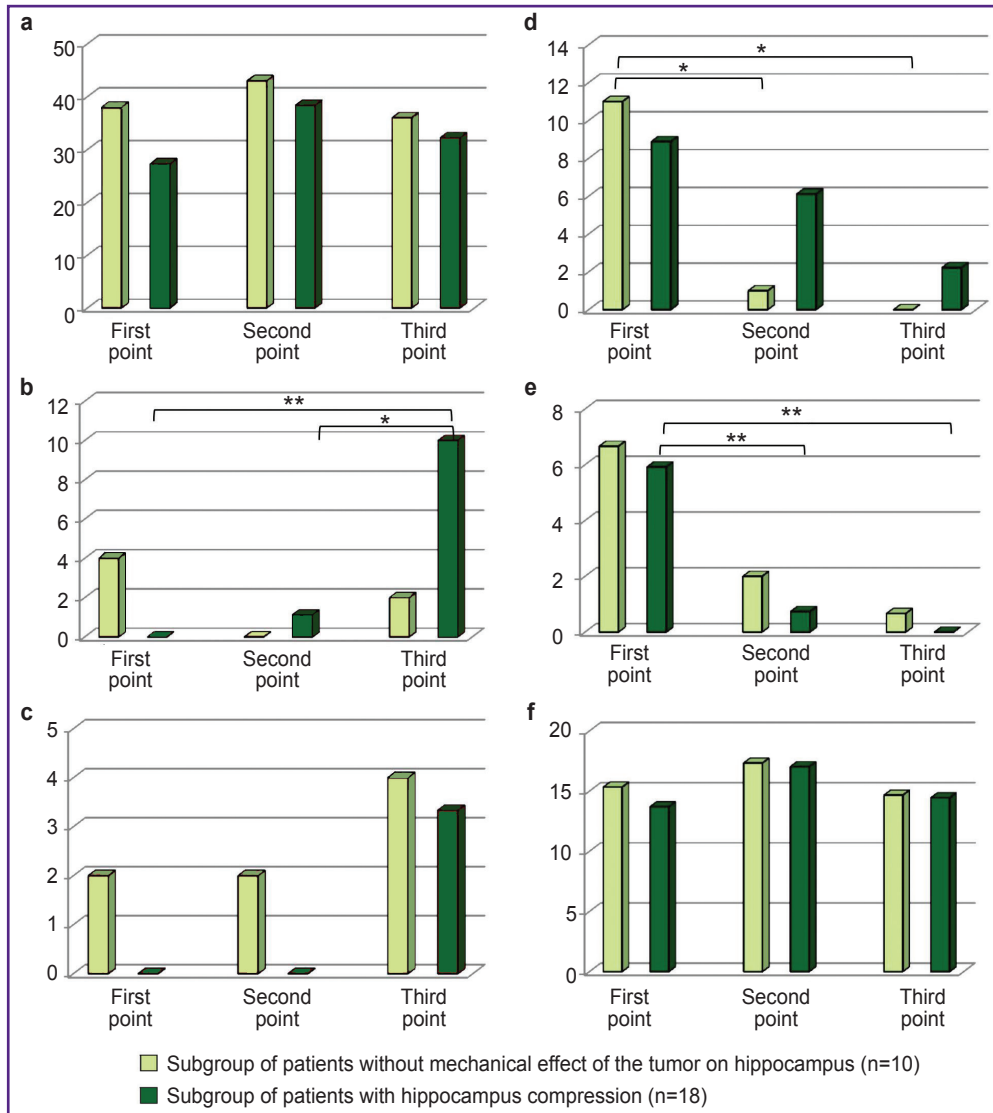 a
50
40
30
20
10
0
First point
Second point
Third point
d
14
12
10
8
6
4
2
0
*
*
First point
Second point
Third point
b
12
10
8
6
4
2
0
**
*
First point
Second point
Third point
e
8
6
4
2
0
**
**
First point
Second point
Third point
c
5
4
3
2
1
0
First point
Second point
Third point
f
20
15
10
5
0
First point
Second point
Third point
Subgroup of patients without mechanical effect of the tumor on hippocampus (n=10)
Subgroup of patients with hippocampus compression (n=18)